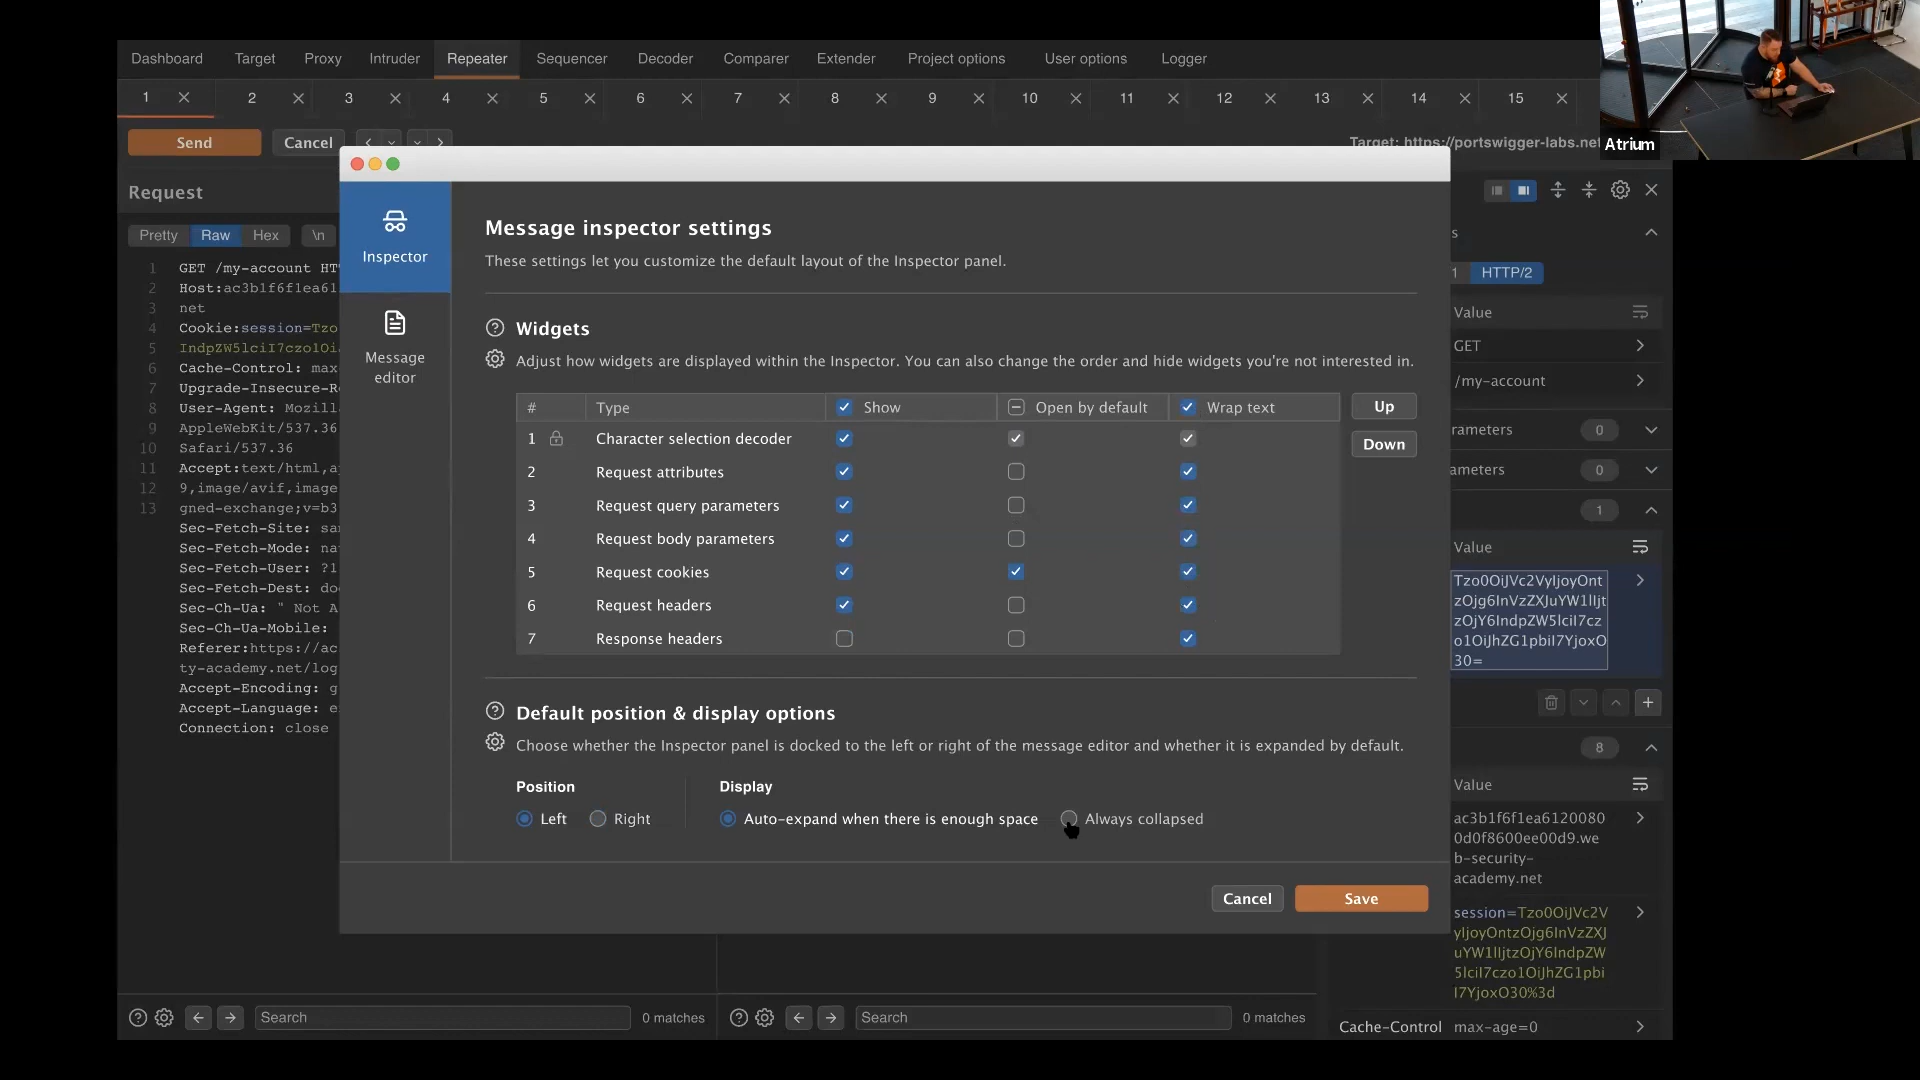 Dashboard Target Proxy Intruder Repeater Sequencer Decoder Comparer Extender Project options User options Logger
1 2 3 4 5 6 7 8 9 10 11 12 13 14 15
Send Cancel
Target: https://portswigger-labs.net
Atrium
Request
Pretty Raw Hex \n
1 GET /my-account HT
2 Host:ac3b1f6f1ea61
3 net
4 Cookie:session=Tzo
5 IndpZW5lciI7czo1Oi
6 Cache-Control: max
7 Upgrade-Insecure-R
8 User-Agent: Mozill
9 AppleWebKit/537.36
10 Safari/537.36
11 Accept:text/html,a
12 9,image/avif,image
13 gned-exchange;v=b3
Sec-Fetch-Site: sa
Sec-Fetch-Mode: na
Sec-Fetch-User: ?1
Sec-Fetch-Dest: do
Sec-Ch-Ua: " Not A
Sec-Ch-Ua-Mobile:
Referer:https://ac
ty-academy.net/log
Accept-Encoding: g
Accept-Language: e
Connection: close
Inspector
Message
editor
Message inspector settings
These settings let you customize the default layout of the Inspector panel.
Widgets
Adjust how widgets are displayed within the Inspector. You can also change the order and hide widgets you're not interested in.
# Type Show Open by default Wrap text
1 Character selection decoder
2 Request attributes
3 Request query parameters
4 Request body parameters
5 Request cookies
6 Request headers
7 Response headers
Up
Down
Default position & display options
Choose whether the Inspector panel is docked to the left or right of the message editor and whether it is expanded by default.
Position Display
Left Right Auto-expand when there is enough space Always collapsed
Cancel Save
s
1 HTTP/2
Value
GET
/my-account
rameters 0
ameters 0
1
Value
Tzo0OiJVc2VyIjoyOnt
zOjg6InVzZXJuYW1lIjt
zOjY6IndpZW5lciI7cz
o1OiJhZG1pbiI7YjoxO
30=
8
Value
ac3b1f6f1ea6120080
0d0f8600ee00d9.we
b-security-
academy.net
session=Tzo0OiJVc2V
yIjoyOntzOjg6InVzZXJ
uYW1lIjtzOjY6IndpZW
5lciI7czo1OiJhZG1pbi
I7YjoxO30%3d
Cache-Control max-age=0
Search 0 matches
Search 0 matches